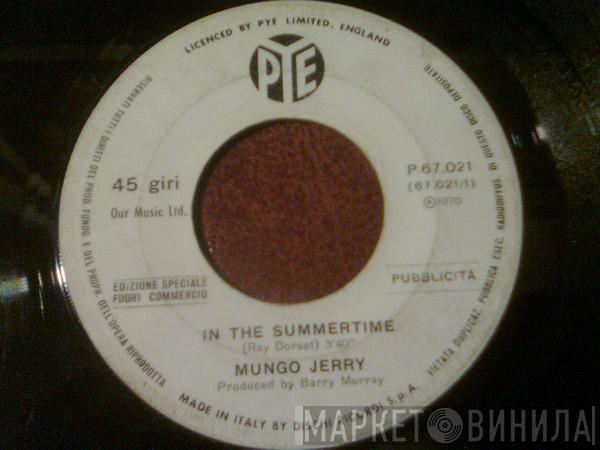 LICENCED BY PYE LIMITED, ENGLAND
PYE
45 giri
Our Music Ltd.
P-67.021
(67.021/1)
Ⓟ1970
EDIZIONE SPECIALE
FUORI COMMERCIO
PUBBLICITÀ
IN THE SUMMERTIME
(Ray Dorset) 3'40"
MUNGO JERRY
Produced by Barry Murray
MADE IN ITALY BY DISCHI RICORDI S.P.A.
RISERVATI TUTTI I DIRITTI DEL PROD. FONOG. E DEL PROPR. DELL'OPERA RIPRODOTTA
VIETATA DUPLICAZ. PUBBLICA ESEC. RADIODIFFUS. DI QUESTO DISCO DEPOSITATO
МАРКЕТ ВИНИЛА